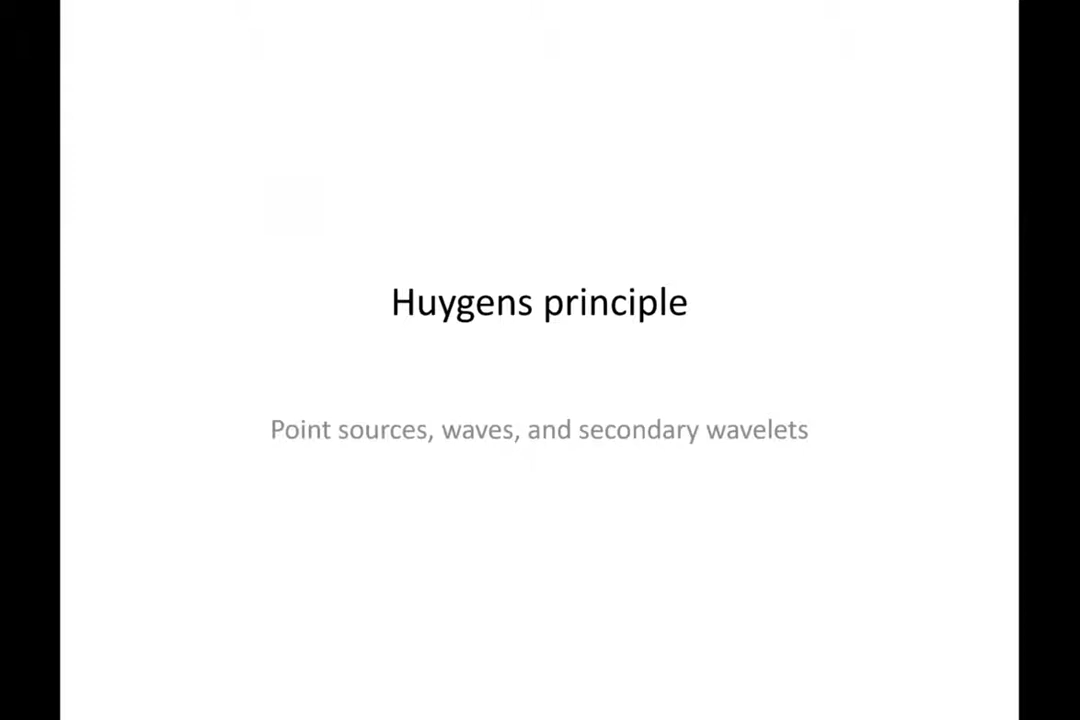 Huygens principle
Point sources, waves, and secondary wavelets